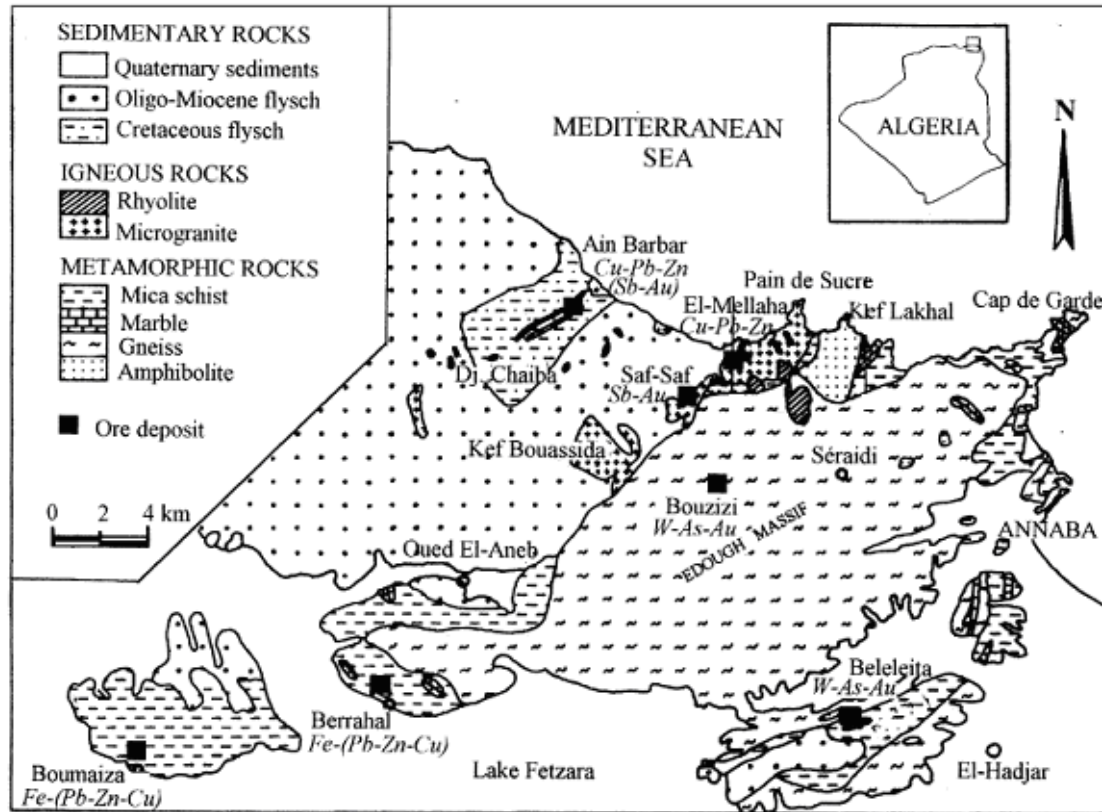 SEDIMENTARY ROCKS
Quaternary sediments
Oligo-Miocene flysch
Cretaceous flysch
IGNEOUS ROCKS
Rhyolite
Microgranite
METAMORPHIC ROCKS
Mica schist
Marble
Gneiss
Amphibolite
Ore deposit
0 2 4 km
MEDITERRANEAN
SEA
ALGERIA
N
Ain Barbar
Cu-Pb-Zn
(Sb-Au)
Pain de Sucre
El-Mellaha
Cu-Pb-Zn
Kef Lakhal
Cap de Garde
Dj. Chaiba
Saf-Saf
Sb-Au
Kef Bouassida
Séraidi
Bouzizi
W-As-Au
EDOUGH MASSIF
ANNABA
Oued El-Aneb
Beleleita
W-As-Au
Berrahal
Fe-(Pb-Zn-Cu)
Lake Fetzara
El-Hadjar
Boumaiza
Fe-(Pb-Zn-Cu)